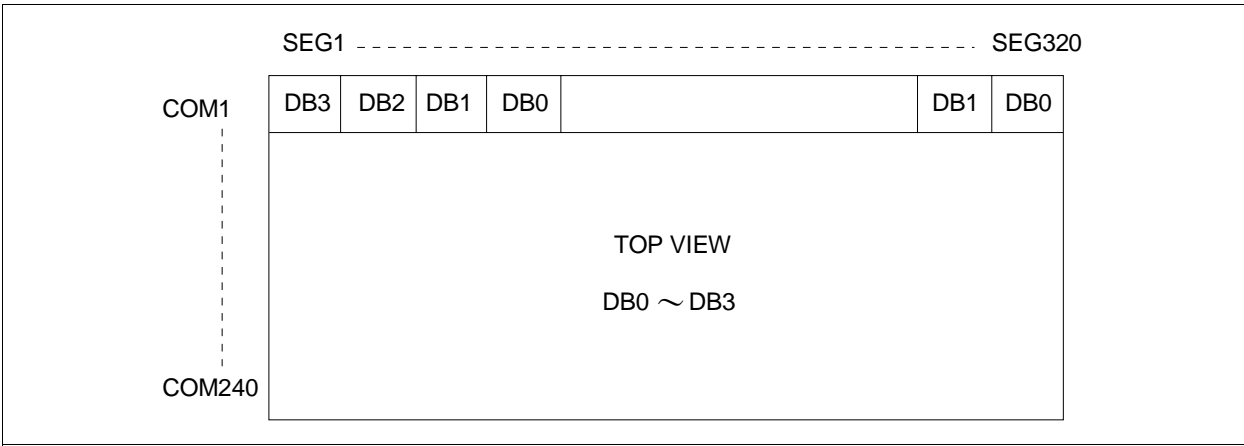 SEG1 SEG320
COM1 DB3 DB2 DB1 DB0 DB1 DB0
TOP VIEW
DB0 ～ DB3
COM240